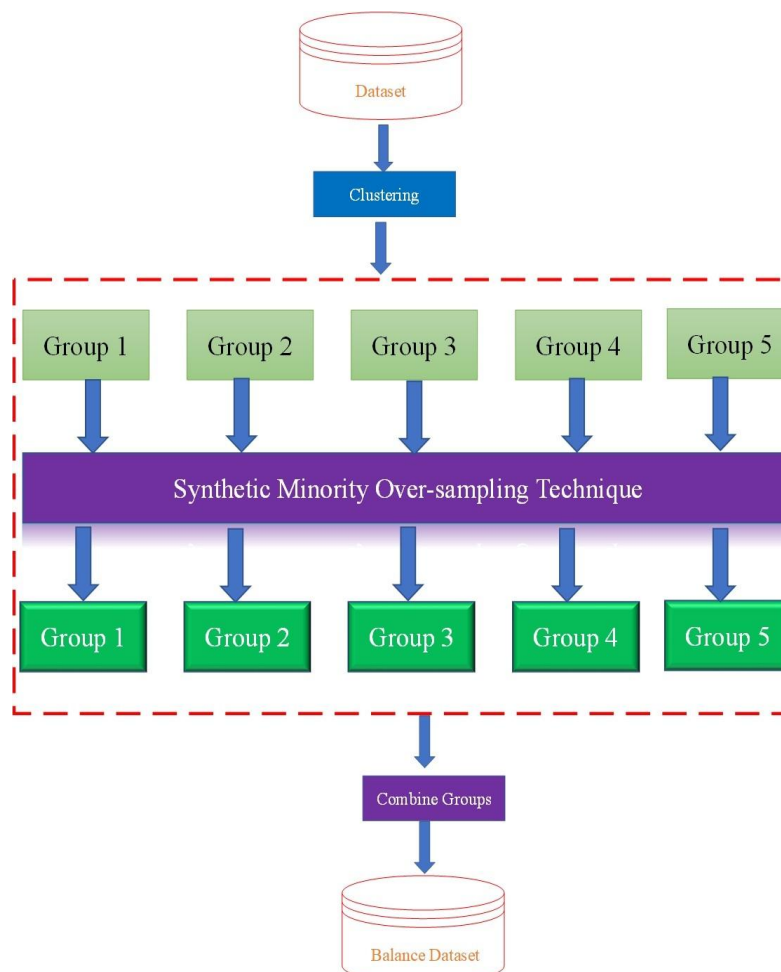 Dataset
Clustering
Group 1
Group 2
Group 3
Group 4
Group 5
Synthetic Minority Over-sampling Technique
Group 1
Group 2
Group 3
Group 4
Group 5
Combine Groups
Balance Dataset